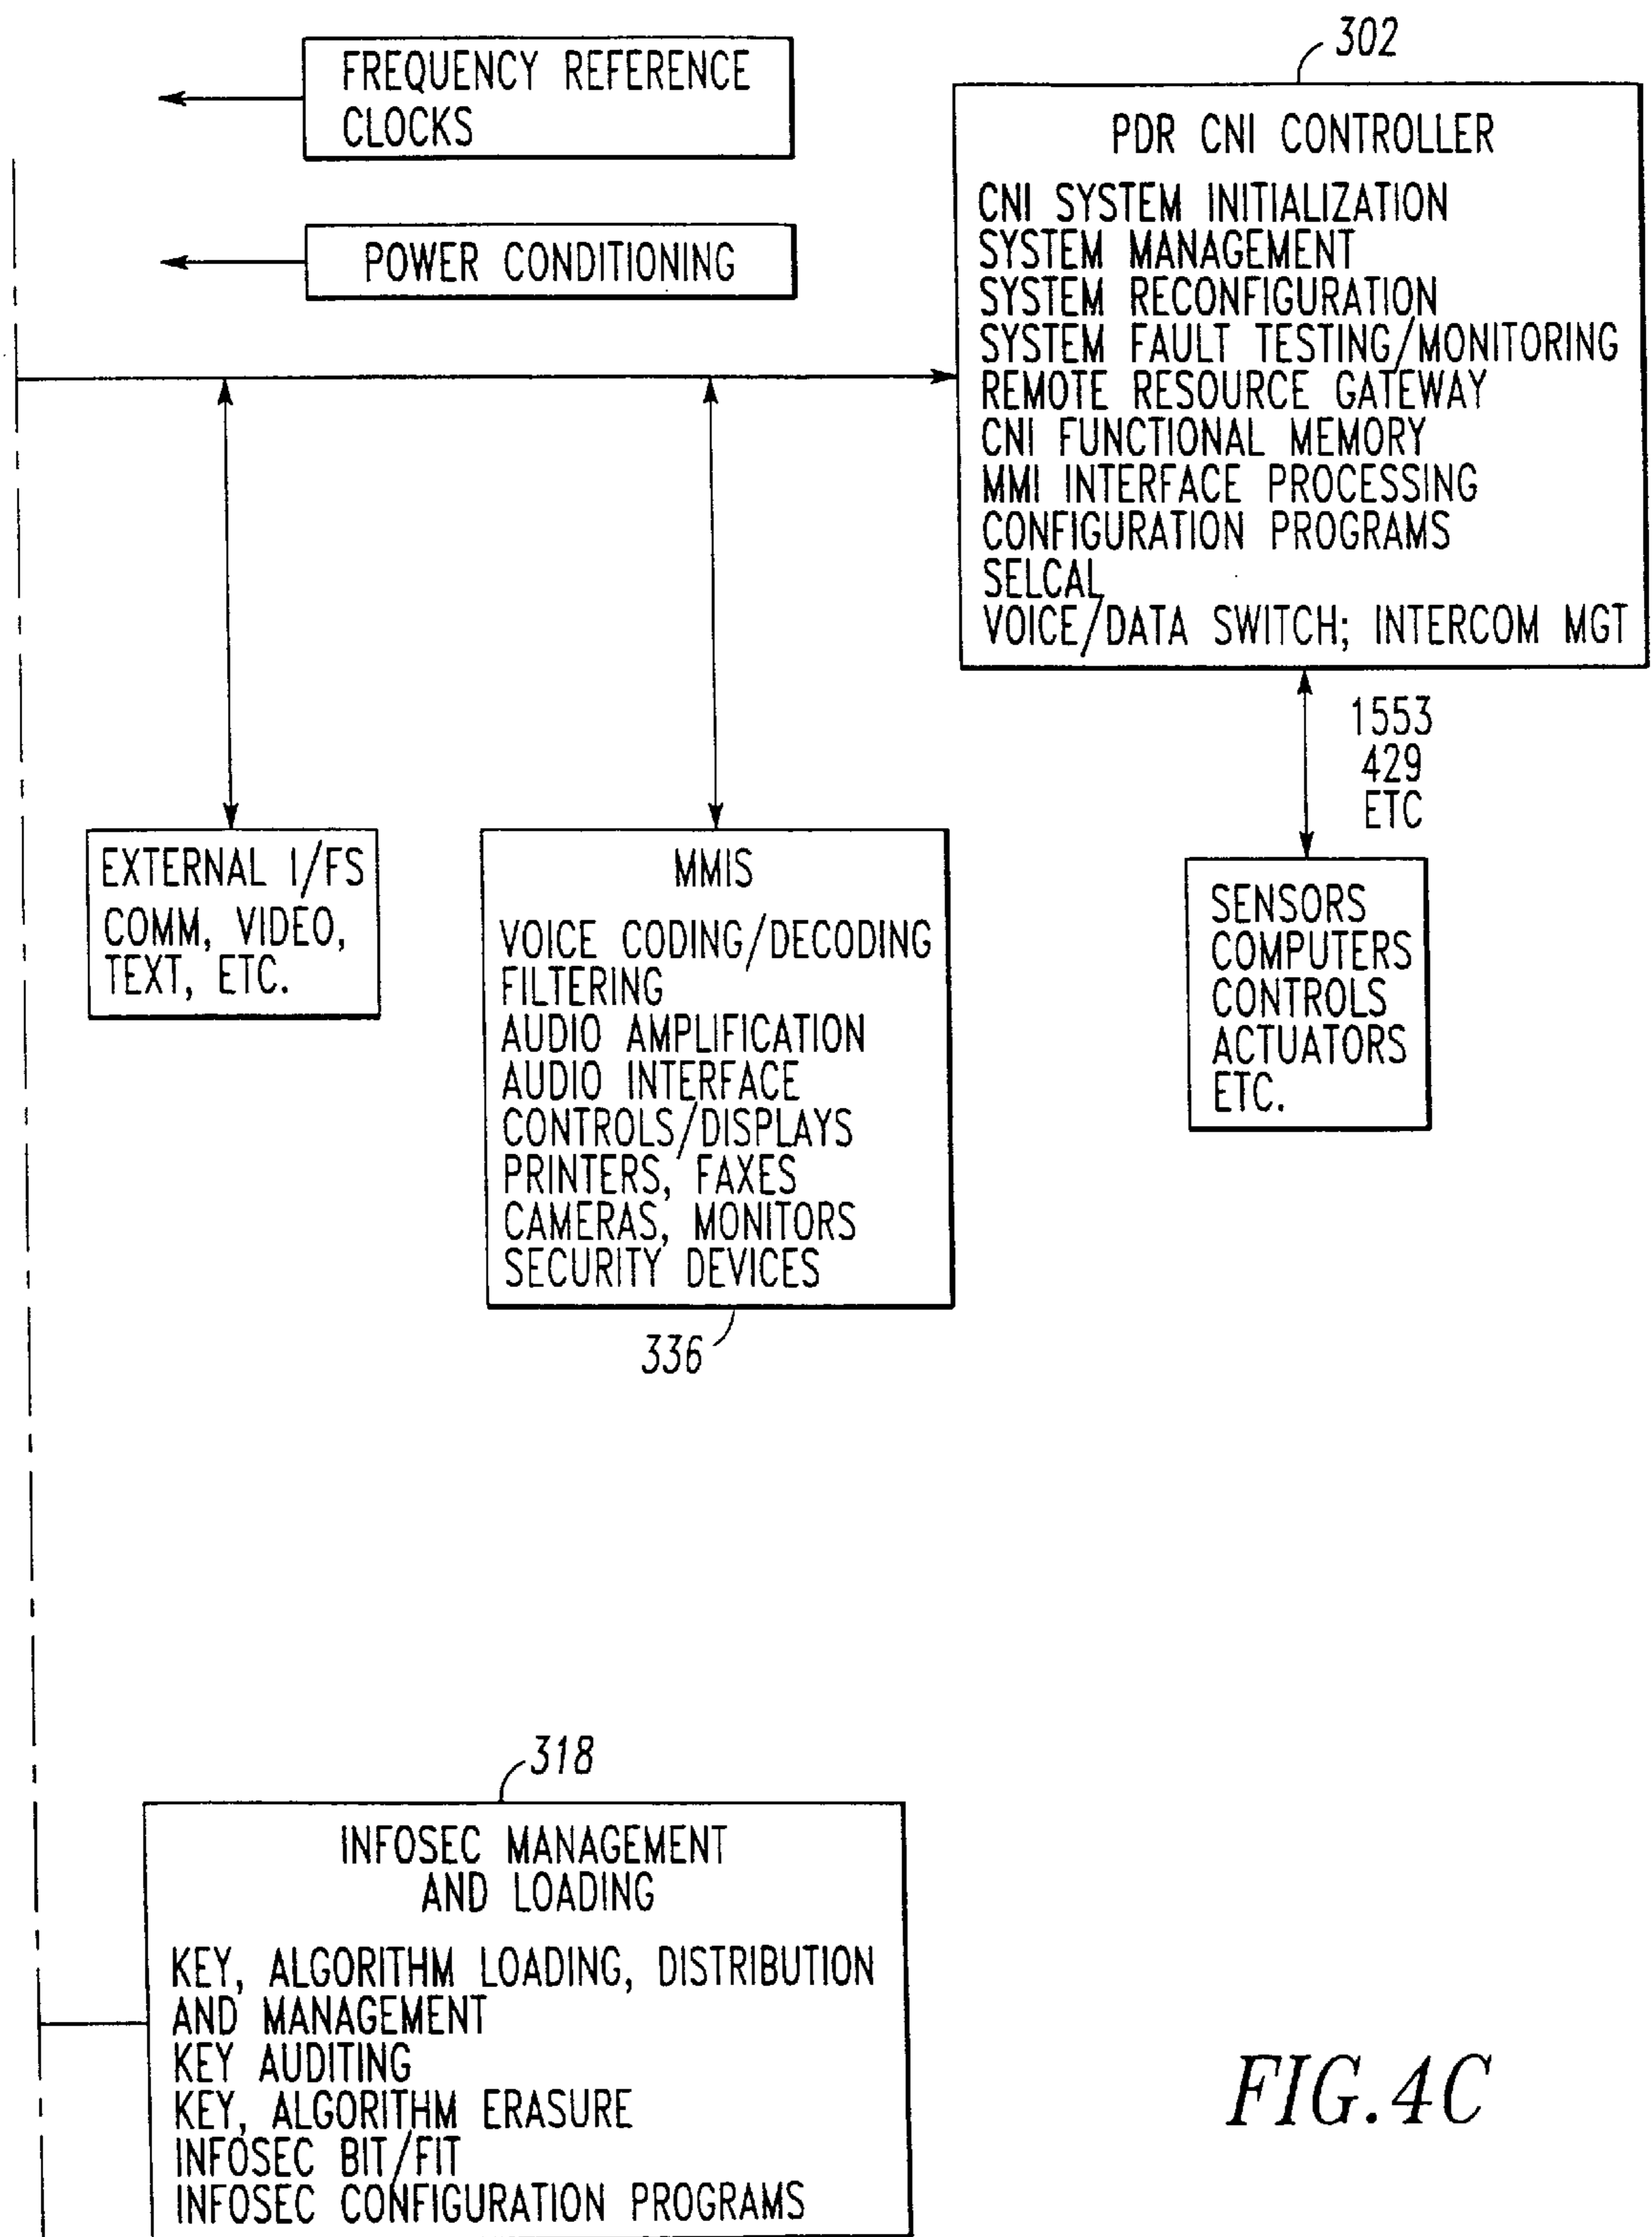 302
FREQUENCY REFERENCE
CLOCKS
POWER CONDITIONING
PDR CNI CONTROLLER
CNI SYSTEM INITIALIZATION
SYSTEM MANAGEMENT
SYSTEM RECONFIGURATION
SYSTEM FAULT TESTING/MONITORING
REMOTE RESOURCE GATEWAY
CNI FUNCTIONAL MEMORY
MMI INTERFACE PROCESSING
CONFIGURATION PROGRAMS
SELCAL
VOICE/DATA SWITCH; INTERCOM MGT
1553
429
ETC
EXTERNAL I/FS
COMM, VIDEO,
TEXT, ETC.
MMIS
VOICE CODING/DECODING
FILTERING
AUDIO AMPLIFICATION
AUDIO INTERFACE
CONTROLS/DISPLAYS
PRINTERS, FAXES
CAMERAS, MONITORS
SECURITY DEVICES
336
SENSORS
COMPUTERS
CONTROLS
ACTUATORS
ETC.
318
INFOSEC MANAGEMENT
AND LOADING
KEY, ALGORITHM LOADING, DISTRIBUTION
AND MANAGEMENT
KEY AUDITING
KEY, ALGORITHM ERASURE
INFOSEC BIT/FIT
INFOSEC CONFIGURATION PROGRAMS
FIG.4C